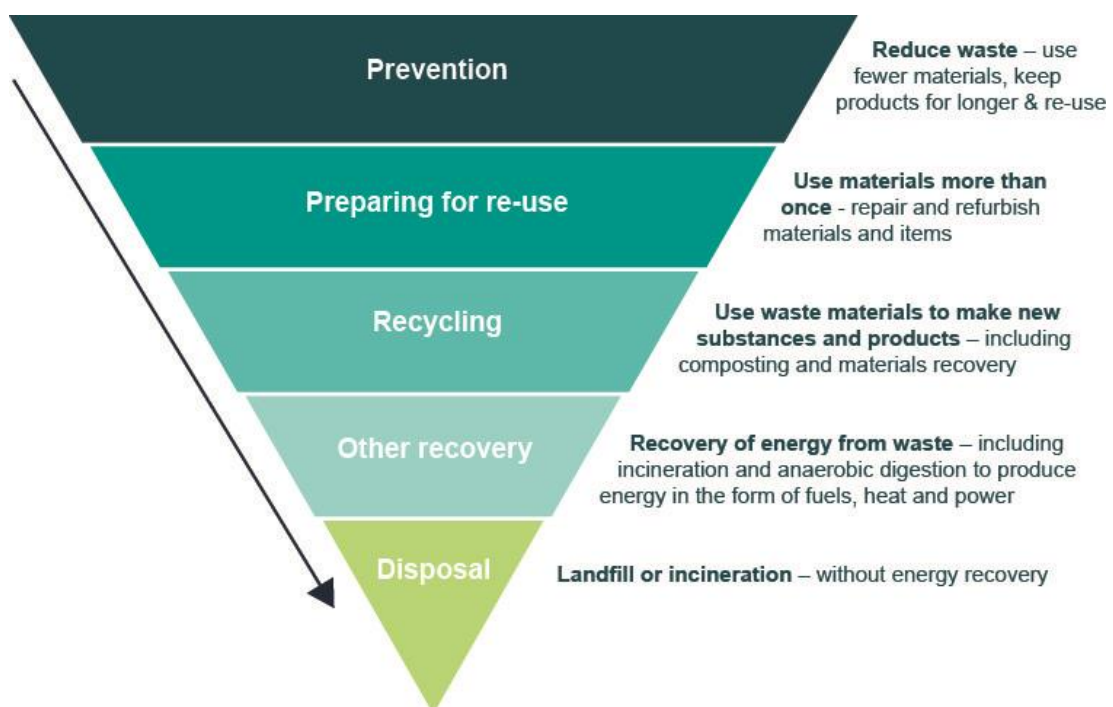 Prevention
Reduce waste – use
fewer materials, keep
products for longer & re-use
Preparing for re-use
Use materials more than
once - repair and refurbish
materials and items
Recycling
Use waste materials to make new
substances and products – including
composting and materials recovery
Other recovery
Recovery of energy from waste – including
incineration and anaerobic digestion to produce
energy in the form of fuels, heat and power
Disposal
Landfill or incineration – without energy recovery